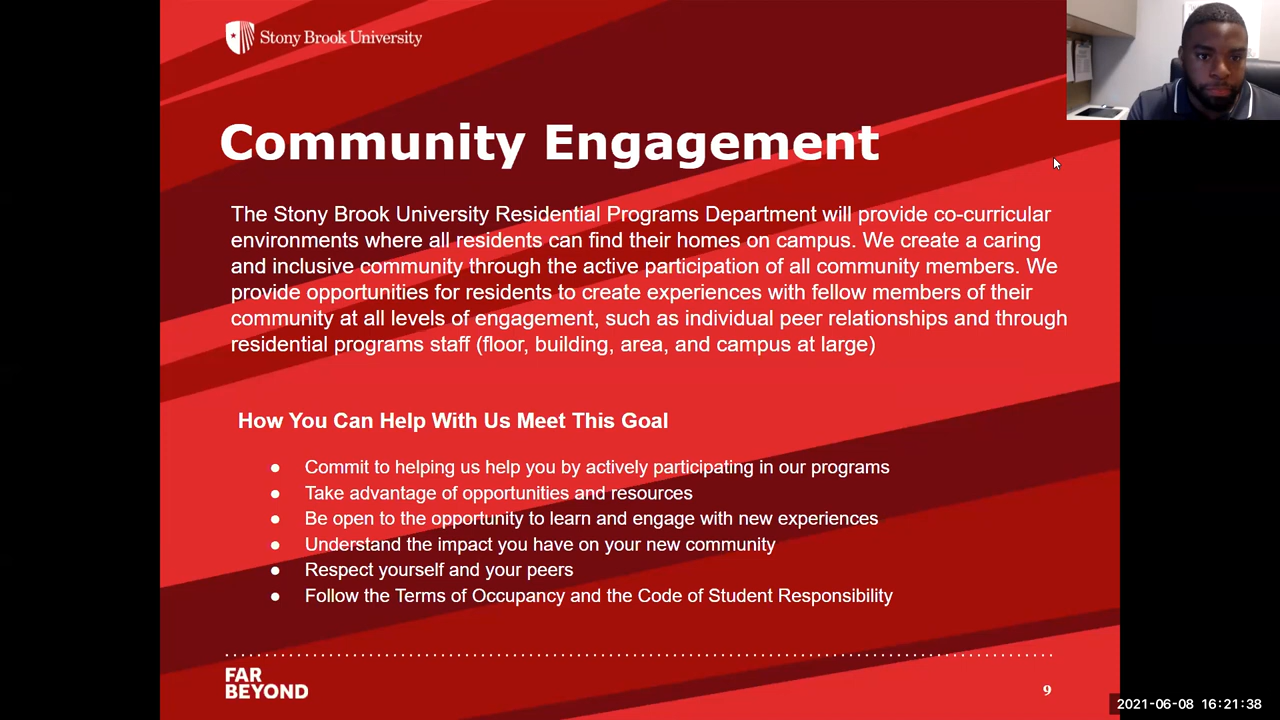 Stony Brook University
Community Engagement
The Stony Brook University Residential Programs Department will provide co-curricular
environments where all residents can find their homes on campus. We create a caring
and inclusive community through the active participation of all community members. We
provide opportunities for residents to create experiences with fellow members of their
community at all levels of engagement, such as individual peer relationships and through
residential programs staff (floor, building, area, and campus at large)
How You Can Help With Us Meet This Goal
● Commit to helping us help you by actively participating in our programs
● Take advantage of opportunities and resources
● Be open to the opportunity to learn and engage with new experiences
● Understand the impact you have on your new community
● Respect yourself and your peers
● Follow the Terms of Occupancy and the Code of Student Responsibility
FAR
BEYOND
9
2021-06-08 16:21:38